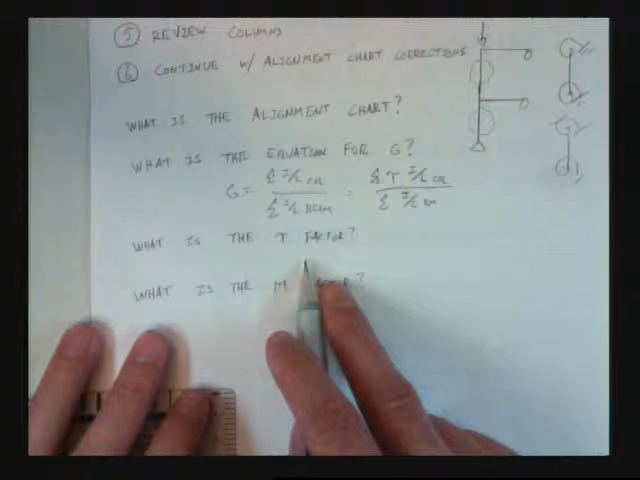 ⑤ REVIEW COLUMNS
⑥ CONTINUE W/ ALIGNMENT CHART CORRECTIONS
WHAT IS THE ALIGNMENT CHART?
WHAT IS THE EQUATION FOR G?
G = Σ I/L COL / Σ I/L BEAM = Σ τ I/L COL / Σ I/L BM
WHAT IS THE τ FACTOR?
WHAT IS THE M ?